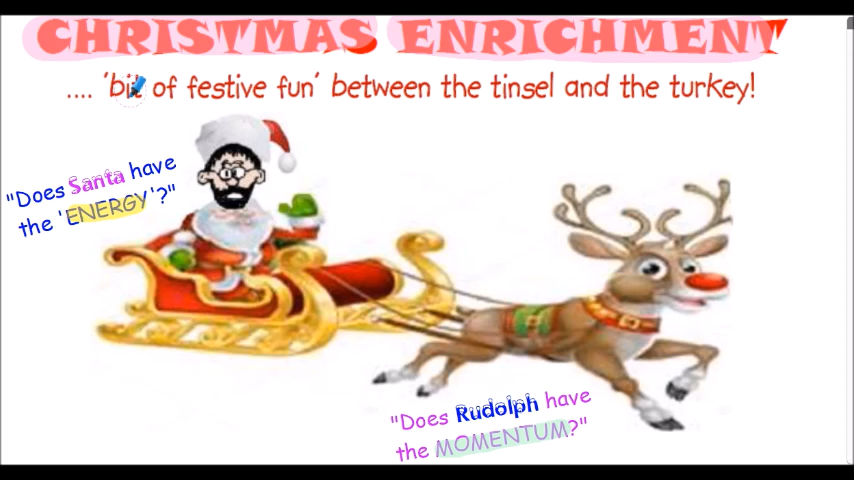 CHRISTMAS ENRICHMENT
.... 'bit of festive fun' between the tinsel and the turkey!
"Does Santa have
the 'ENERGY'?"
"Does Rudolph have
the MOMENTUM?"